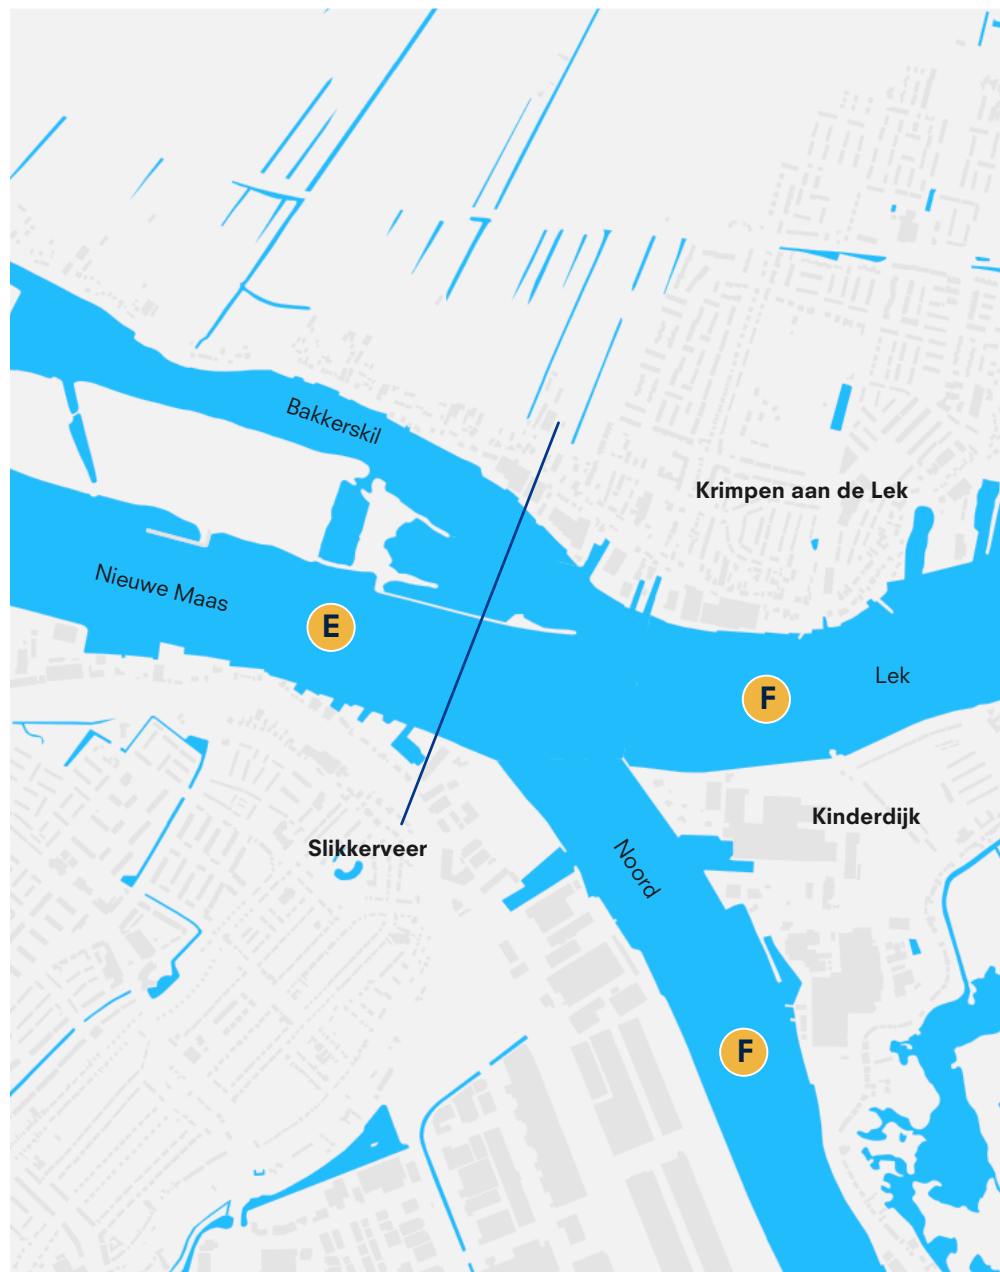 Bakkerskil
Krimpen aan de Lek
Nieuwe Maas
E
Lek
F
Kinderdijk
Slikkerveer
Noord
F